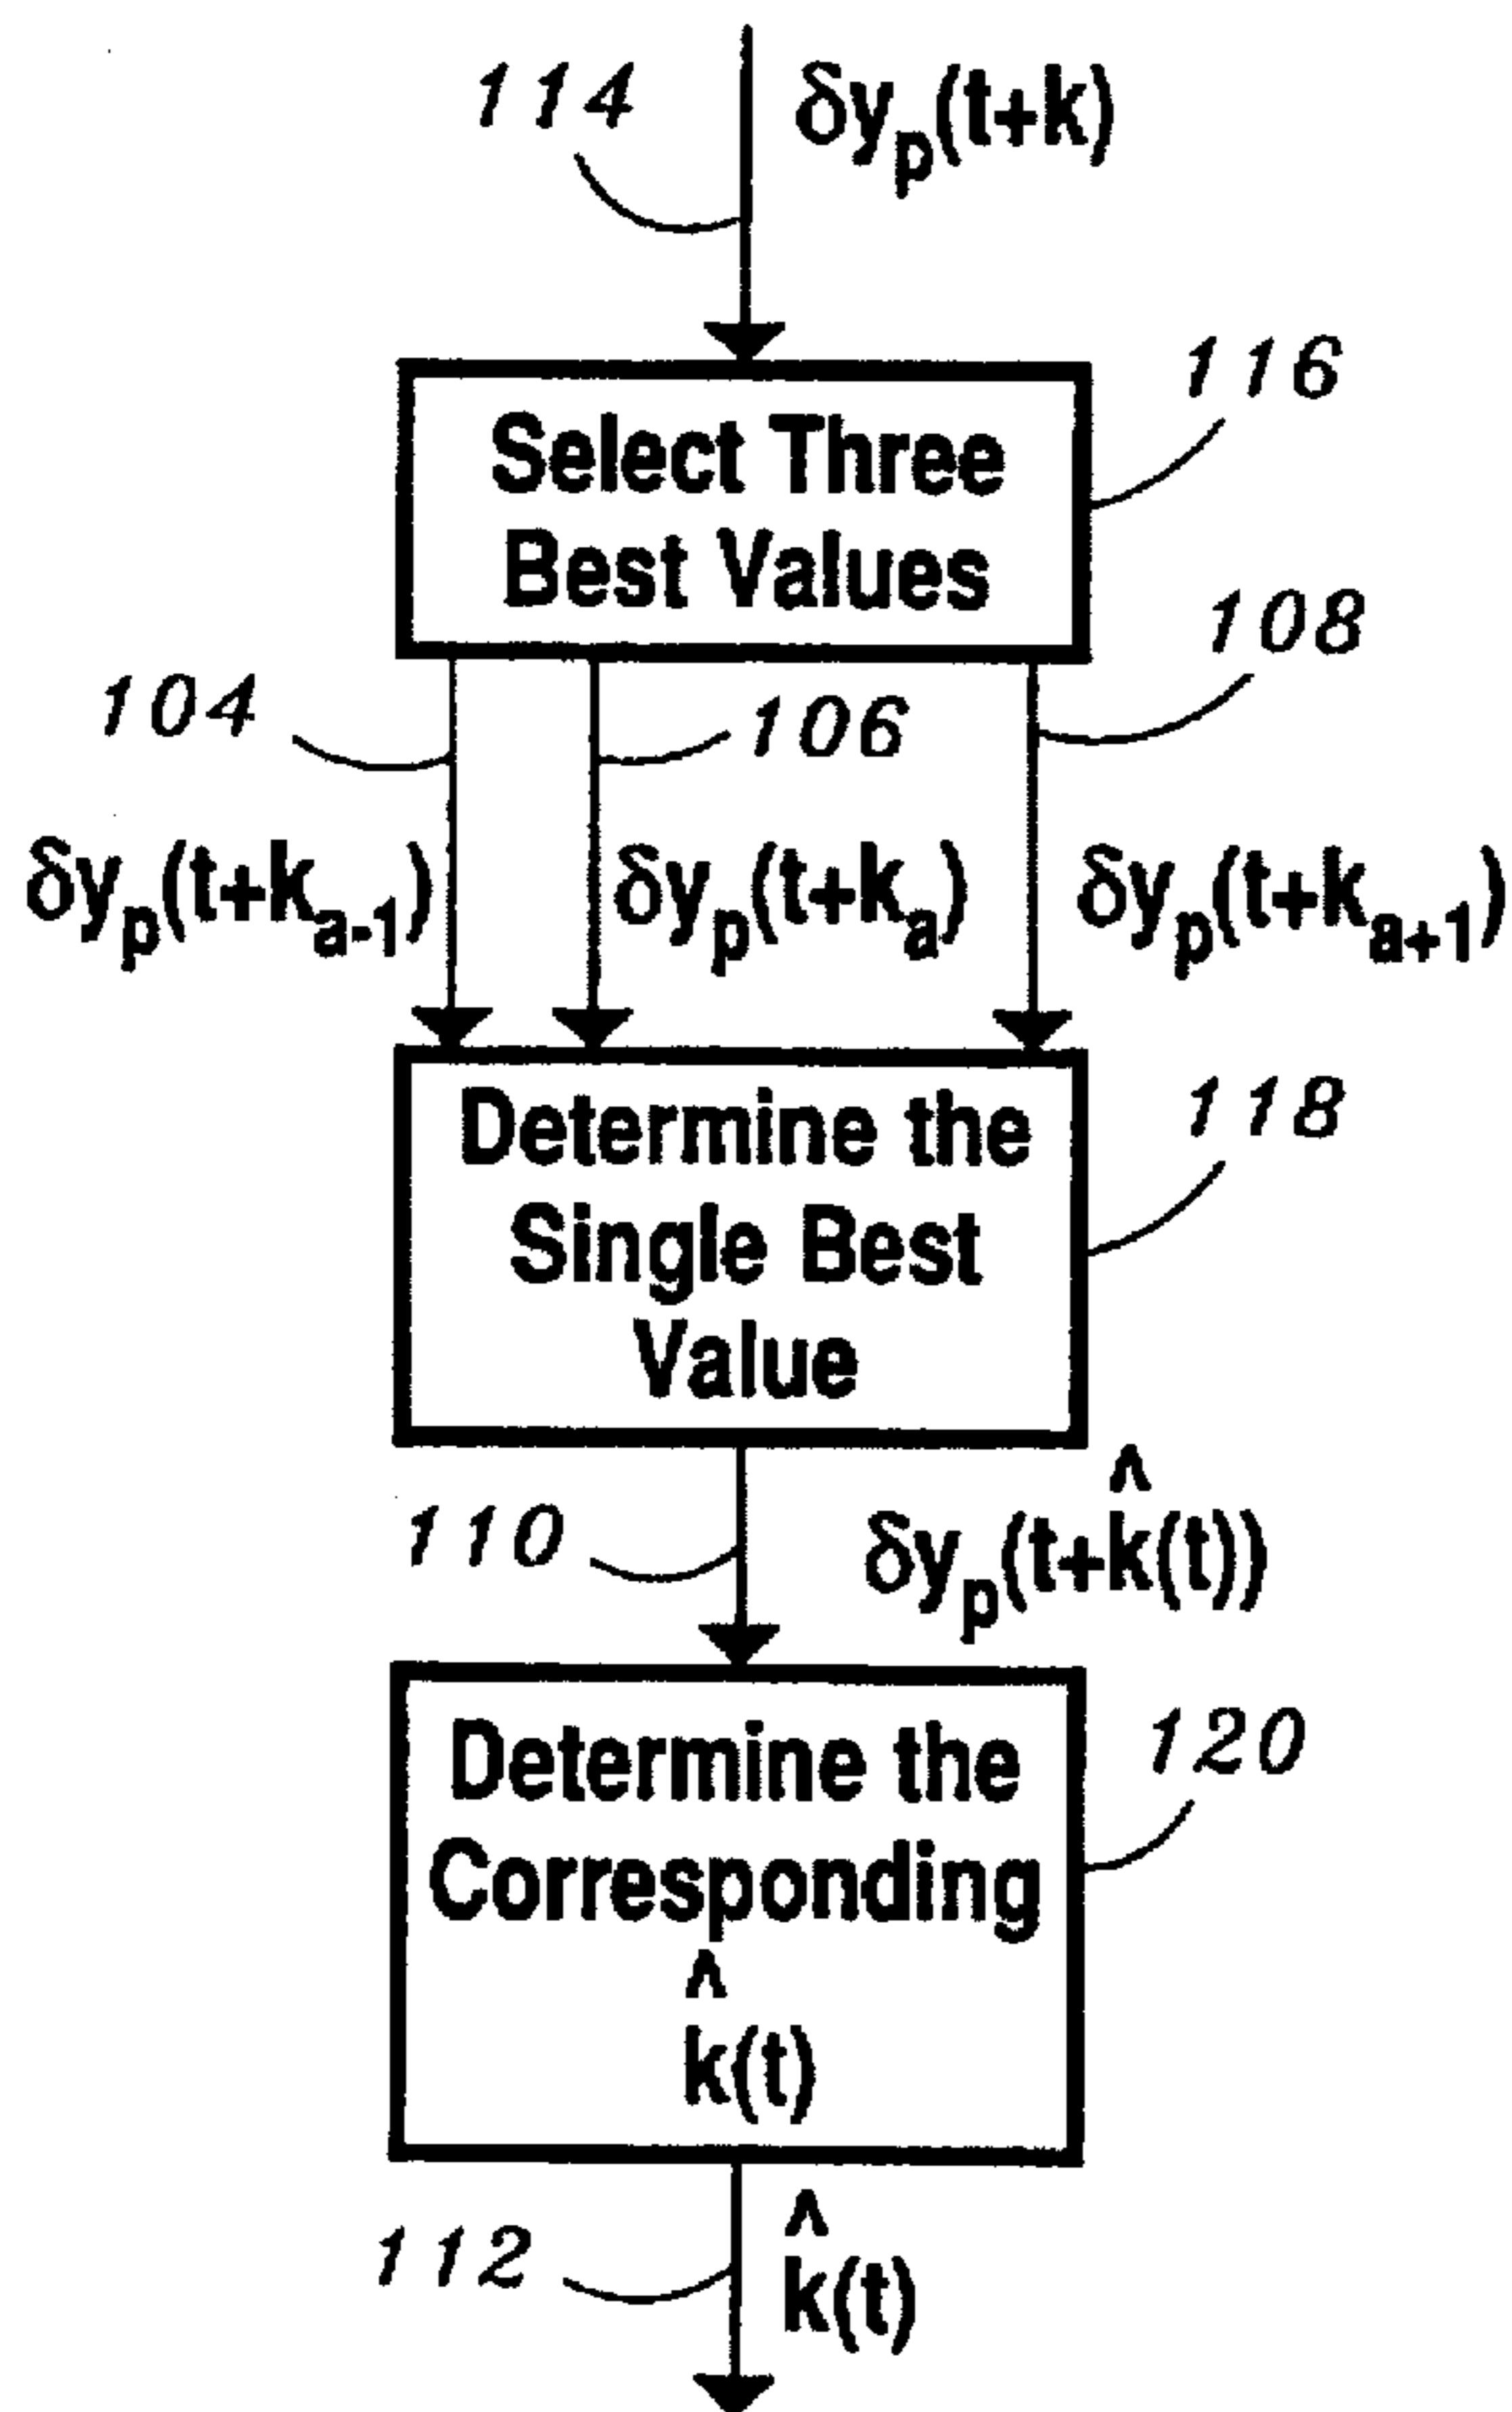 114
δyp(t+k)
116
Select Three
Best Values
108
104
106
δyp(t+ka-1)
δyp(t+ka)
δyp(t+ka+1)
Determine the
Single Best
Value
118
110
δyp(t+k̂(t))
Determine the
Corresponding
k̂(t)
120
112
k̂(t)